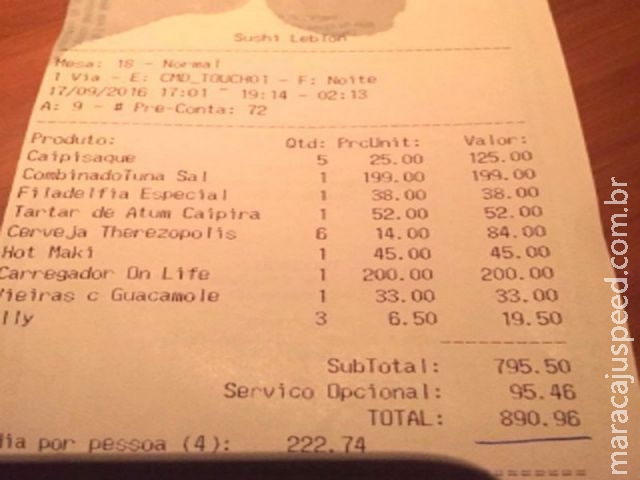 Sushi Leblon
Mesa: 18 - Normal
1 Via - E: CMD_TOUCH01 - F: Noite
17/09/2016 17:01 - 19:14 - 02:13
A: 9 - # Pre-Conta: 72
Produto: Qtd: PrcUnit: Valor:
Caipisaque 5 25.00 125.00
CombinadoTuna Sal 1 199.00 199.00
Filadelfia Especial 1 38.00 38.00
Tartar de Atum Caipira 1 52.00 52.00
Cerveja Therezopolis 6 14.00 84.00
Hot Maki 1 45.00 45.00
Carregador On Life 1 200.00 200.00
Vieiras c Guacamole 1 33.00 33.00
lly 3 6.50 19.50
SubTotal: 795.50
Servico Opcional: 95.46
TOTAL: 890.96
dia por pessoa (4): 222.74
maracajuspeed.com.br